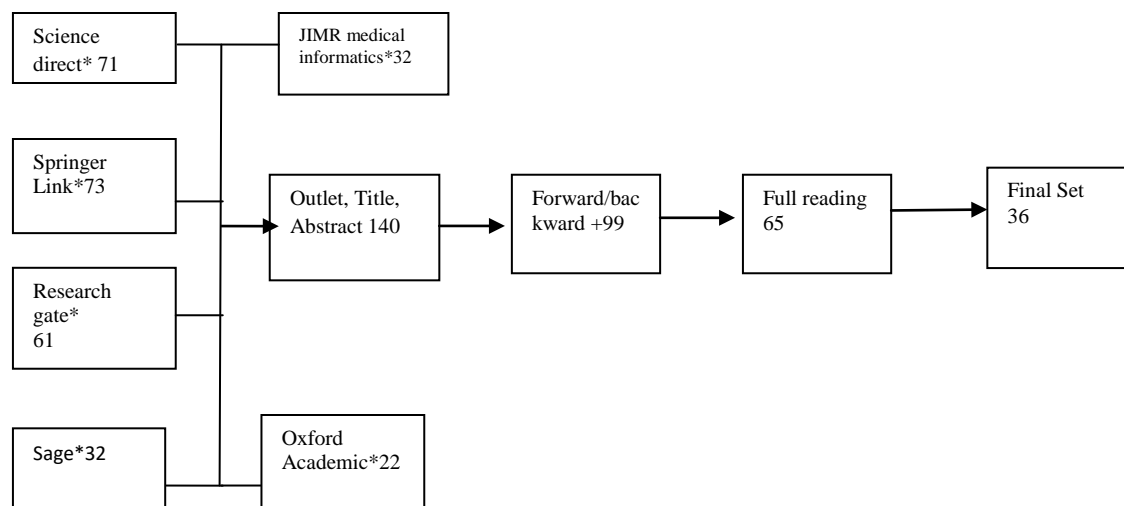 Science
direct* 71
JIMR medical
informatics*32
Springer
Link*73
Outlet, Title,
Abstract 140
Forward/bac
kward +99
Full reading
65
Final Set
36
Research
gate*
61
Sage*32
Oxford
Academic*22